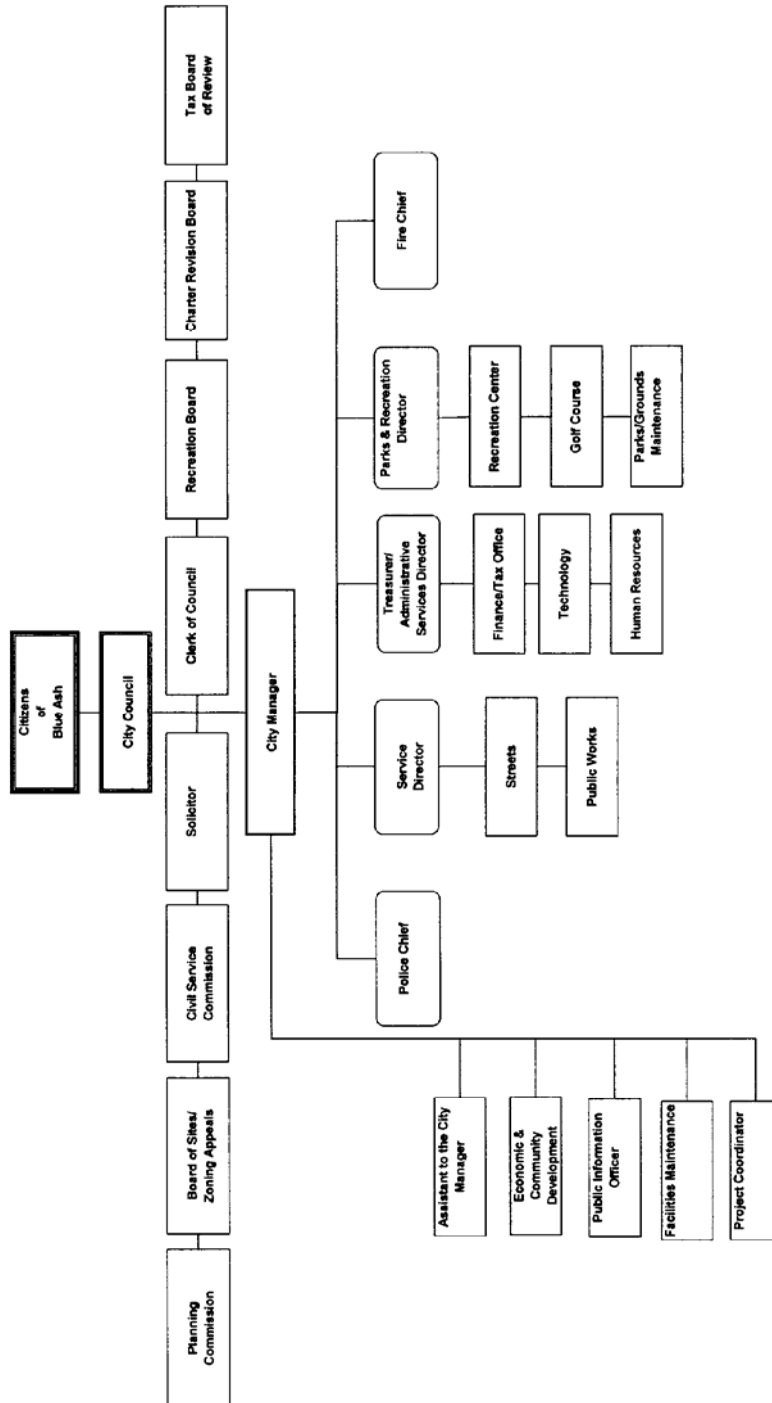 Citizens
of
Blue Ash
City Council
Planning
Commission
Board of Sites/
Zoning Appeals
Civil Service
Commission
Solicitor
Clerk of Council
Recreation Board
Charter Revision Board
Tax Board
of Review
City Manager
Police Chief
Service
Director
Treasurer/
Administrative
Services Director
Parks & Recreation
Director
Fire Chief
Assistant to the City
Manager
Economic &
Community
Development
Public Information
Officer
Facilities Maintenance
Project Coordinator
Streets
Public Works
Finance/Tax Office
Technology
Human Resources
Recreation Center
Golf Course
Parks/Grounds
Maintenance